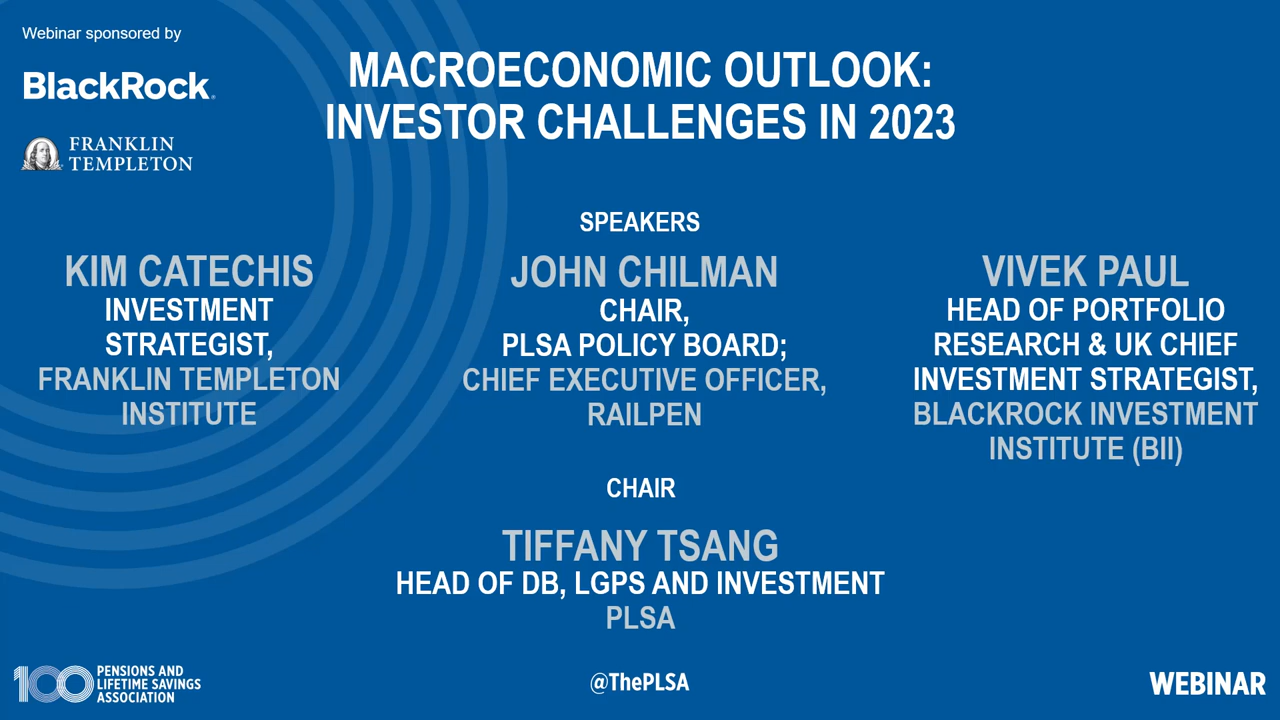 Webinar sponsored by
BlackRock.
FRANKLIN
TEMPLETON
MACROECONOMIC OUTLOOK:
INVESTOR CHALLENGES IN 2023
SPEAKERS
KIM CATECHIS
INVESTMENT
STRATEGIST,
FRANKLIN TEMPLETON
INSTITUTE
JOHN CHILMAN
CHAIR,
PLSA POLICY BOARD;
CHIEF EXECUTIVE OFFICER,
RAILPEN
VIVEK PAUL
HEAD OF PORTFOLIO
RESEARCH & UK CHIEF
INVESTMENT STRATEGIST,
BLACKROCK INVESTMENT
INSTITUTE (BII)
CHAIR
TIFFANY TSANG
HEAD OF DB, LGPS AND INVESTMENT
PLSA
100
PENSIONS AND
LIFETIME SAVINGS
ASSOCIATION
@ThePLSA
WEBINAR